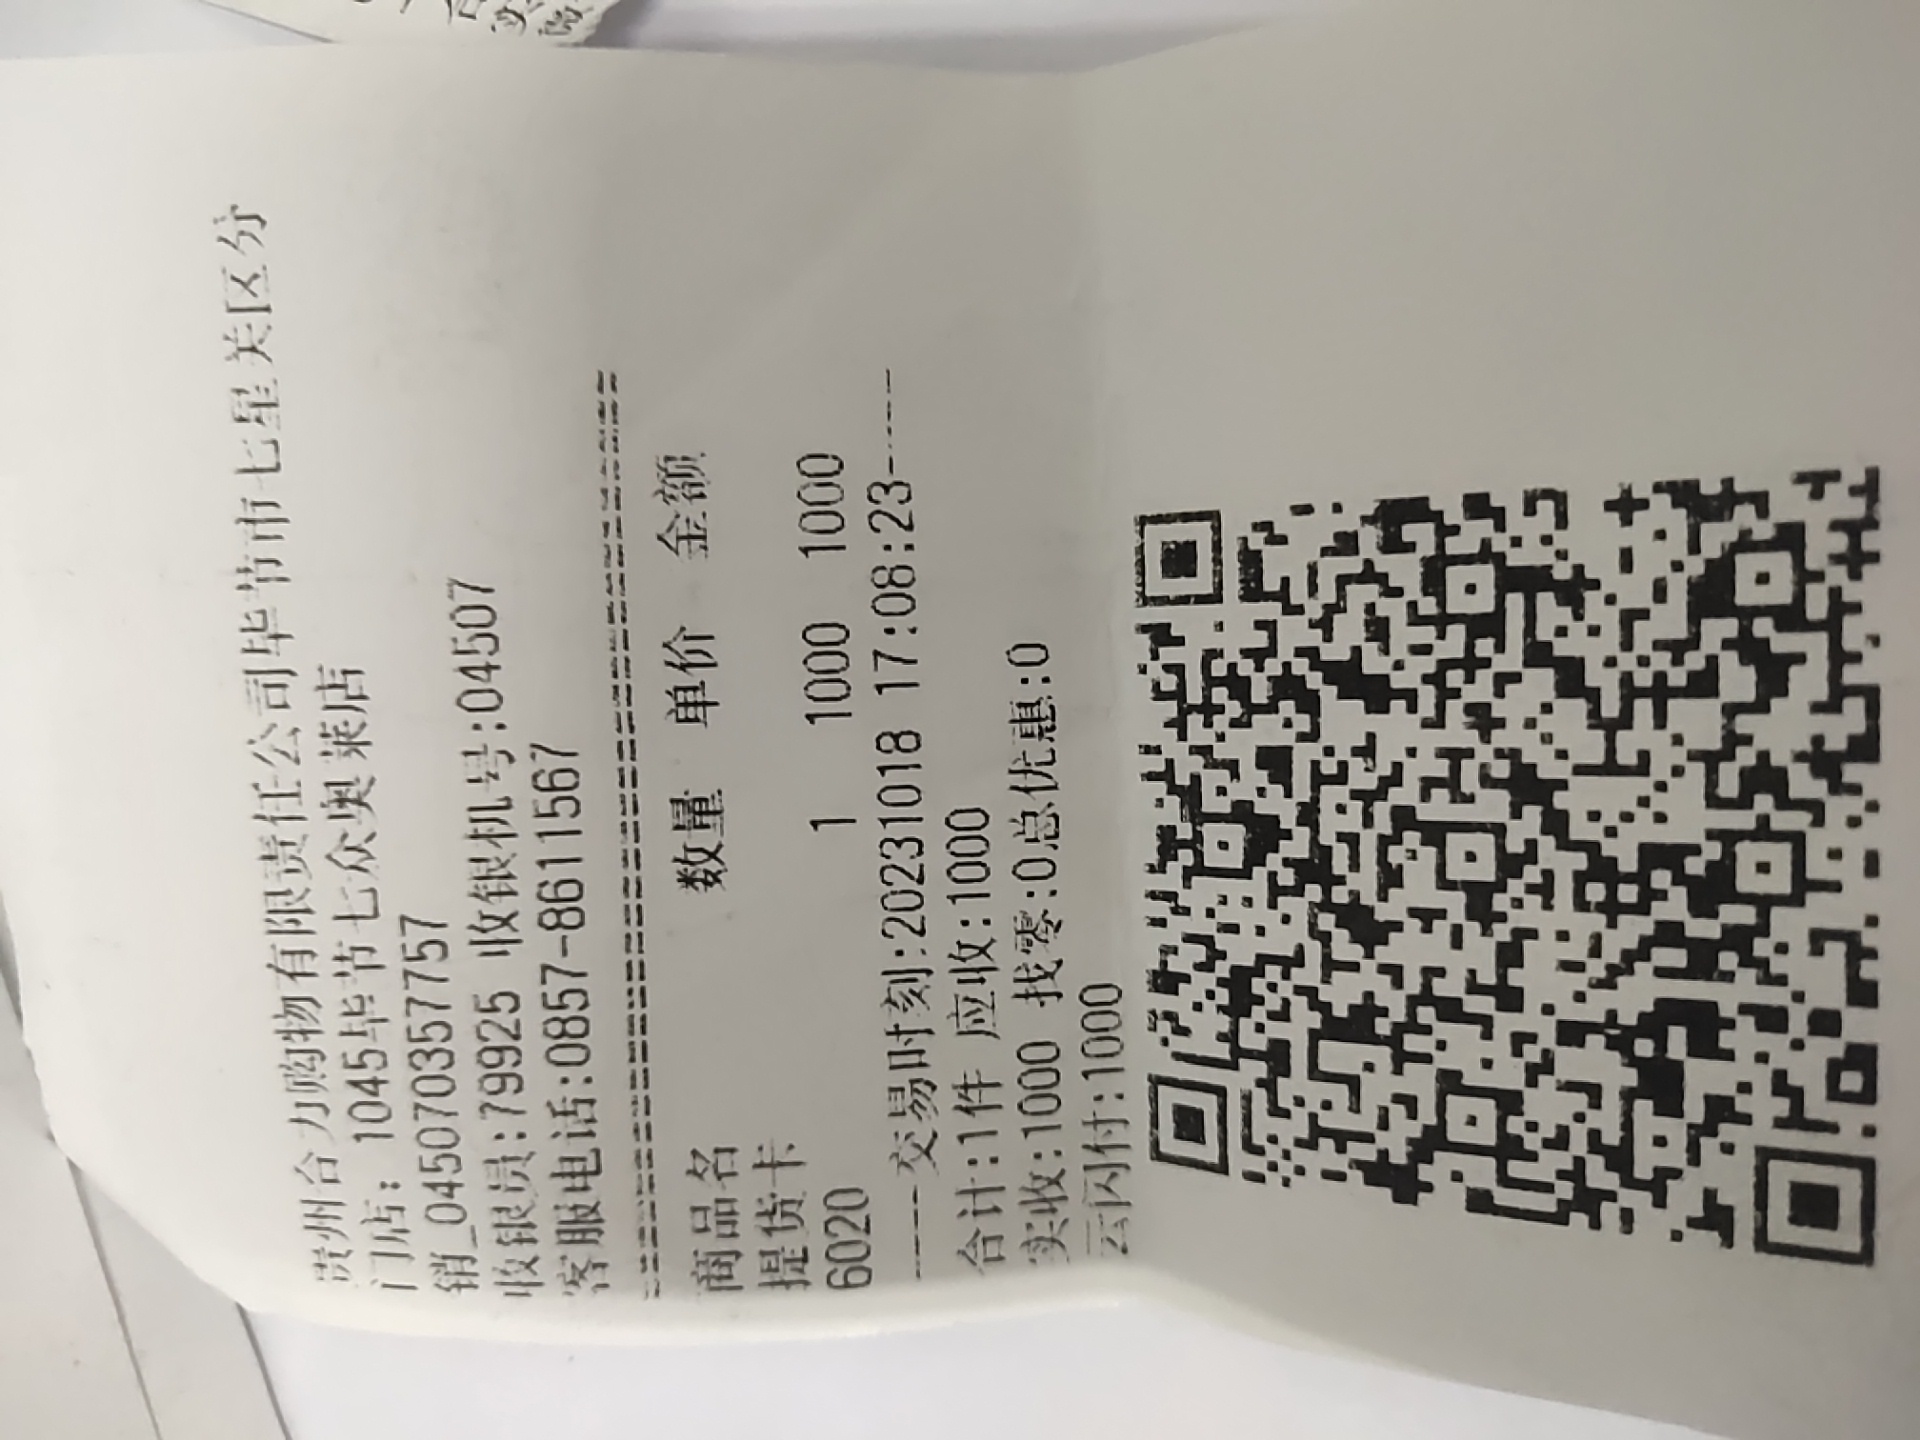 贵州合力购物有限责任公司毕节市七星关区分
门店: 1045毕节七众奥莱店
销_0450703577​57
收银员:79925 收银机号:04507
客服电话:0857-8611567
商品名 数量 单价 金额
提货卡
6020 1 1000 1000
----交易时刻:20231018 17:08:23-----
合计:1件 应收:1000
实收:1000 找零:0总优惠:0
云闪付:1000